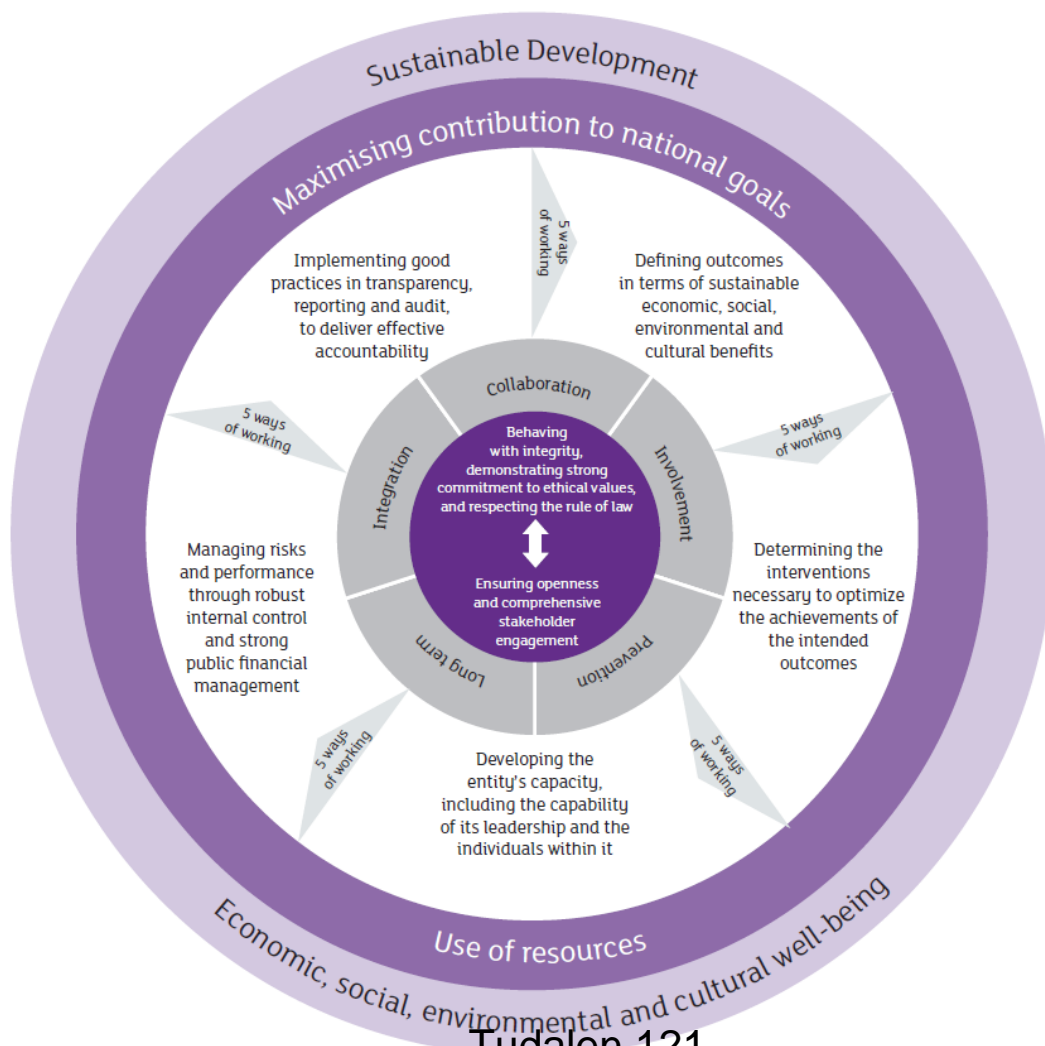 Sustainable Development
Maximising contribution to national goals
5 ways
of working
Implementing good
practices in transparency,
reporting and audit,
to deliver effective
accountability
Defining outcomes
in terms of sustainable
economic, social,
environmental and
cultural benefits
Collaboration
5 ways
of working
5 ways
of working
Behaving
with integrity,
demonstrating strong
commitment to ethical values,
and respecting the rule of law
Integration
Involvement
Managing risks
and performance
through robust
internal control
and strong
public financial
management
Determining the
interventions
necessary to optimize
the achievements of
the intended
outcomes
Ensuring openness
and comprehensive
stakeholder
engagement
Long term
Prevention
5 ways
of working
5 ways
of working
Developing the
entity's capacity,
including the capability
of its leadership and the
individuals within it
Use of resources
Economic, social, environmental and cultural well-being
Tudalen 121